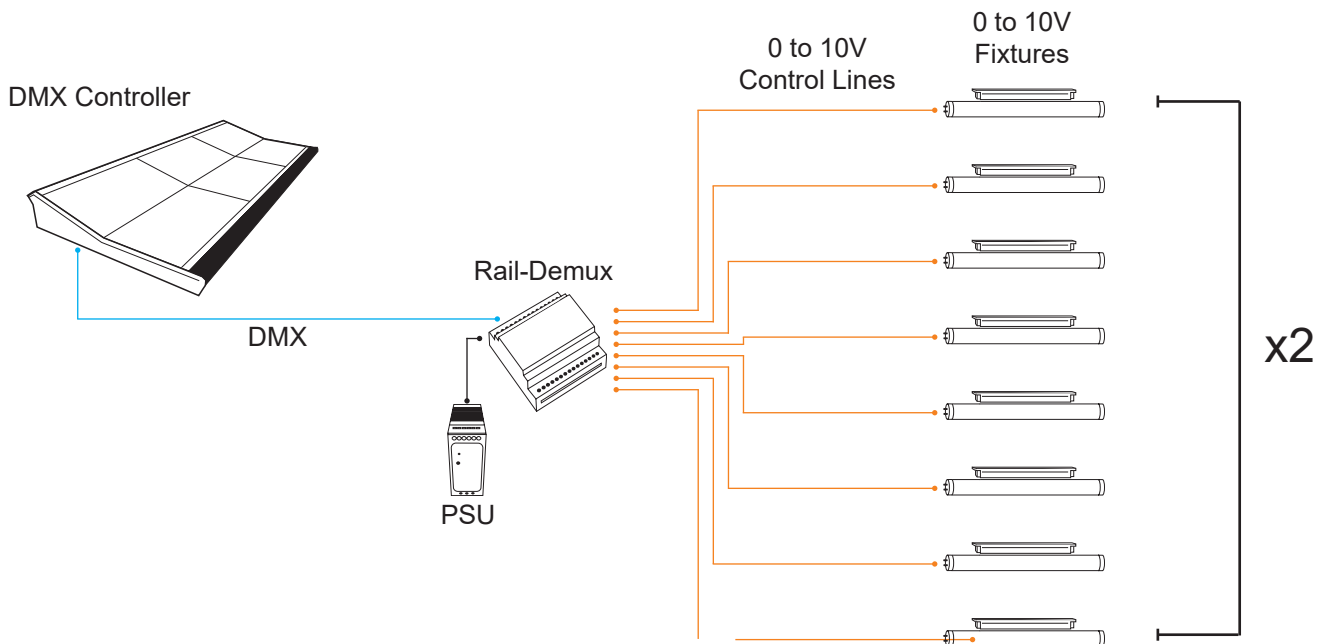 0 to 10V
Fixtures
0 to 10V
Control Lines
DMX Controller
Rail-Demux
DMX
x2
PSU